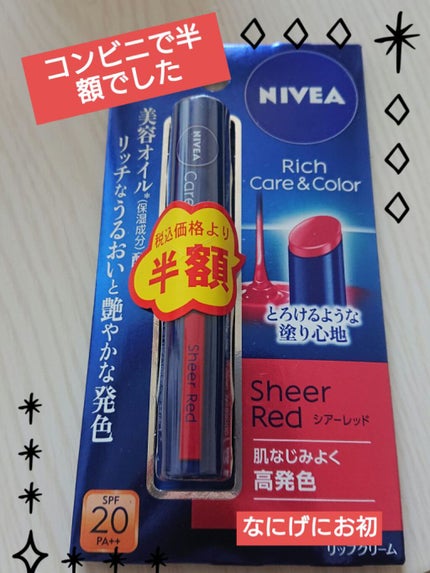 コンビニで半
額でした
NIVEA
Rich
Care & Color
美容オイル*
(保湿成分)
リッチなうるおいと艶やかな発色
NIVEA
Care
税込価格より
半額
Sheer Red
とろけるような
塗り心地
Sheer
Red シアーレッド
肌なじみよく
高発色
SPF
20
PA++
なにげにお初
リップクリーム